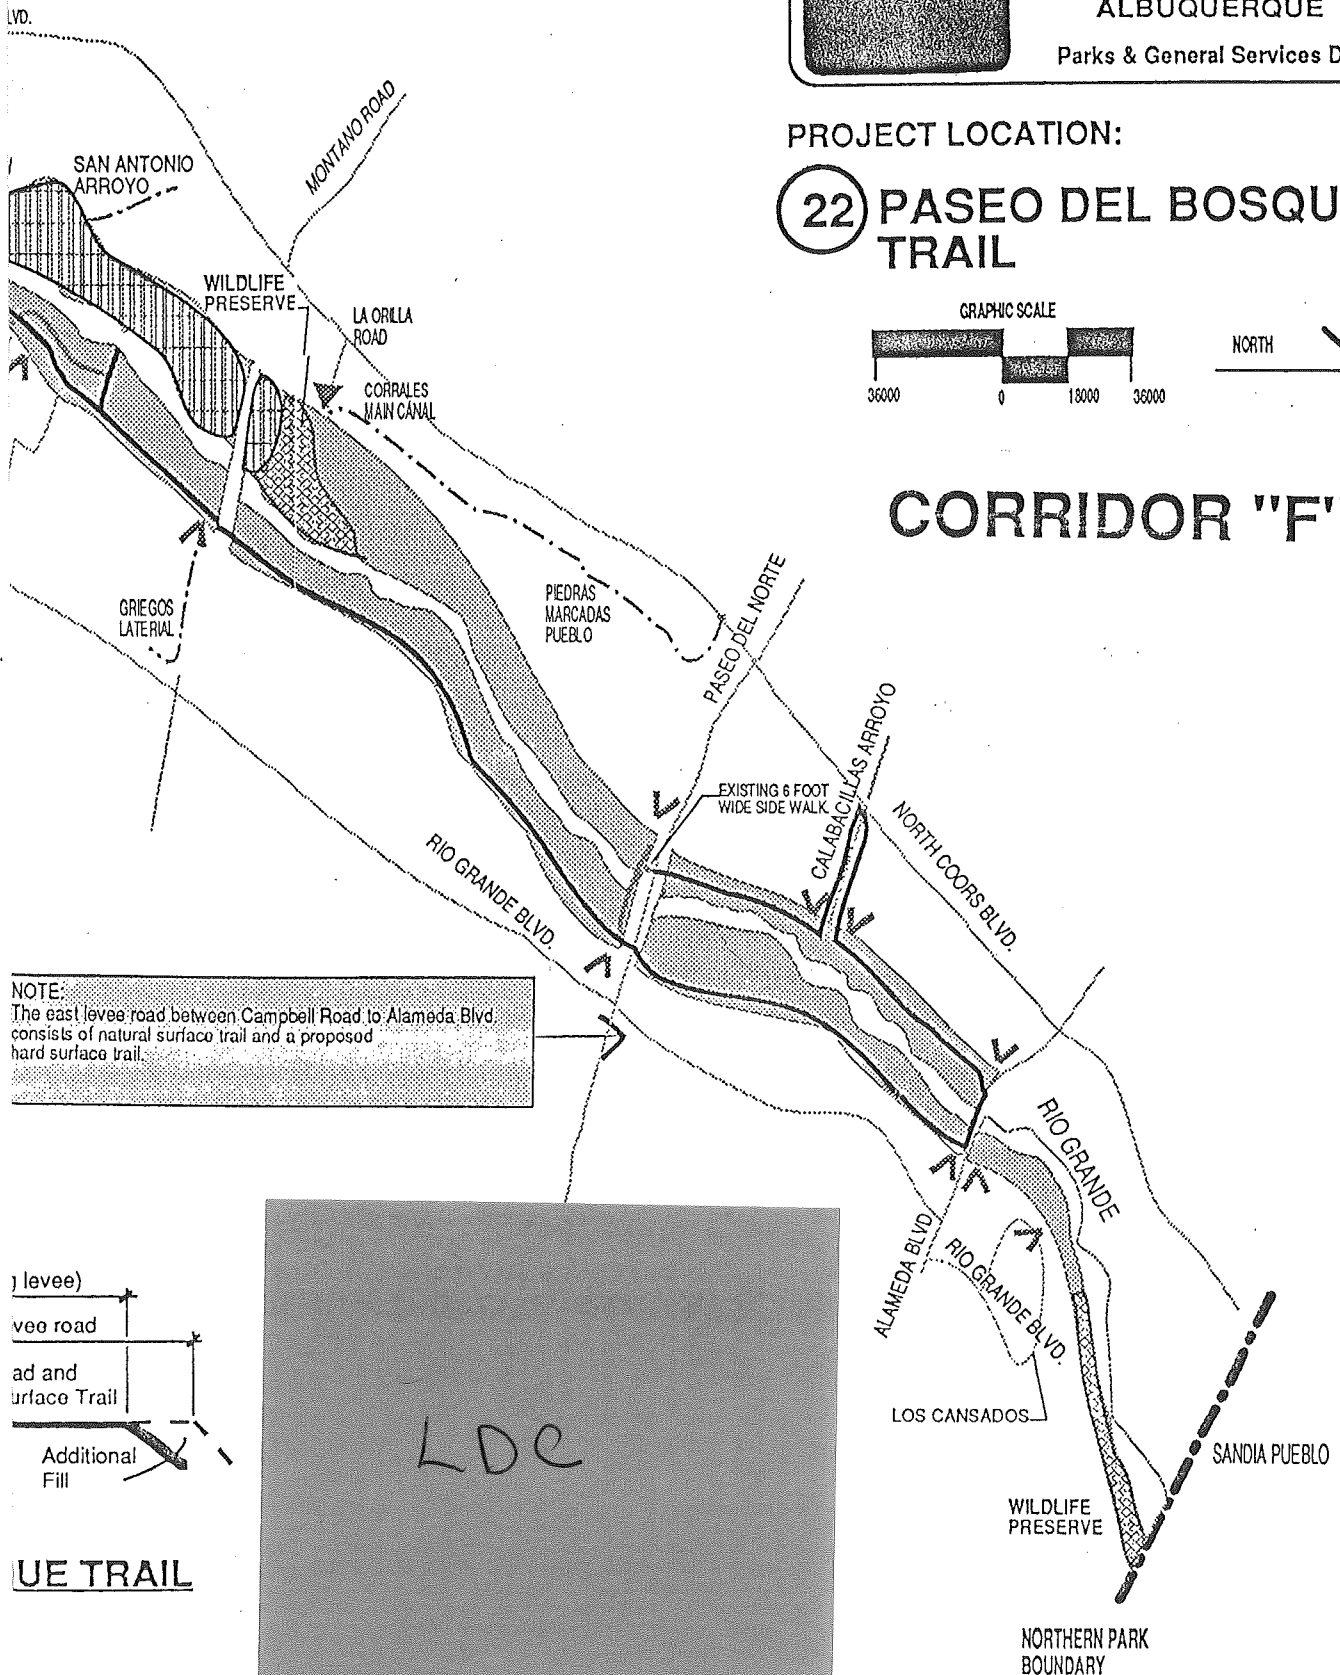 LVD.
ALBUQUERQUE
Parks & General Services D
PROJECT LOCATION:
22 PASEO DEL BOSQU
TRAIL
GRAPHIC SCALE
36000 0 18000 36000
NORTH
CORRIDOR "F"
MONTANO ROAD
SAN ANTONIO
ARROYO
WILDLIFE
PRESERVE
LA ORILLA
ROAD
CORRALES
MAIN CANAL
GRIEGOS
LATERIAL
PIEDRAS
MARCADAS
PUEBLO
PASEO DEL NORTE
EXISTING 6 FOOT
WIDE SIDE WALK
CALABACILLAS ARROYO
NORTH COORS BLVD.
RIO GRANDE BLVD.
NOTE:
The east levee road between Campbell Road to Alameda Blvd.
consists of natural surface trail and a proposed
hard surface trail.
RIO GRANDE
ALAMEDA BLVD.
RIO GRANDE BLVD.
LOS CANSADOS
SANDIA PUEBLO
WILDLIFE
PRESERVE
NORTHERN PARK
BOUNDARY
g levee)
vee road
ad and
urface Trail
Additional
Fill
UE TRAIL
LDC